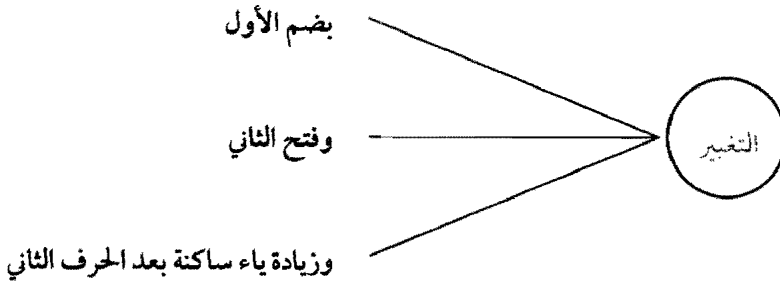 بضم الأول
التغيير
وفتح الثاني
وزيادة ياء ساكنة بعد الحرف الثاني